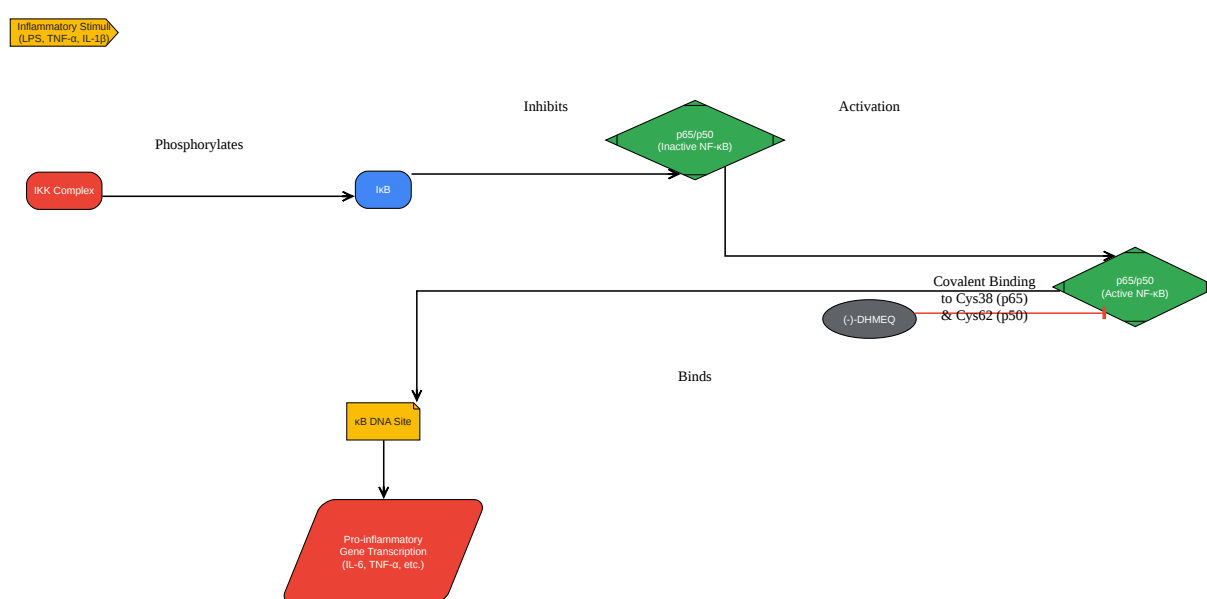 Inflammatory Stimuli
(LPS, TNF-α, IL-1β)
Inhibits
Activation
p65/p50
(Inactive NF-κB)
Phosphorylates
IKK Complex
IκB
Covalent Binding
to Cys38 (p65)
& Cys62 (p50)
p65/p50
(Active NF-κB)
(-)-DHMEQ
Binds
κB DNA Site
Pro-inflammatory
Gene Transcription
(IL-6, TNF-α, etc.)